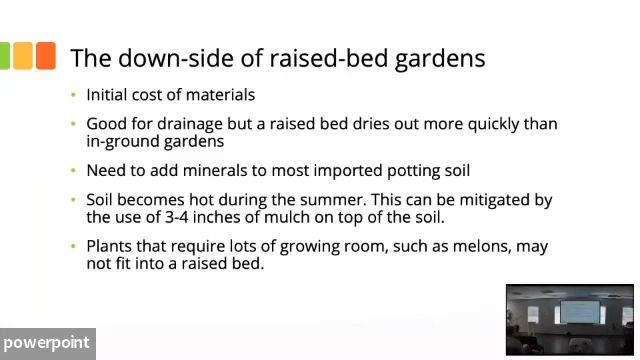 The down-side of raised-bed gardens
• Initial cost of materials
• Good for drainage but a raised bed dries out more quickly than
in-ground gardens
• Need to add minerals to most imported potting soil
• Soil becomes hot during the summer. This can be mitigated by
the use of 3-4 inches of mulch on top of the soil.
• Plants that require lots of growing room, such as melons, may
not fit into a raised bed.
powerpoint